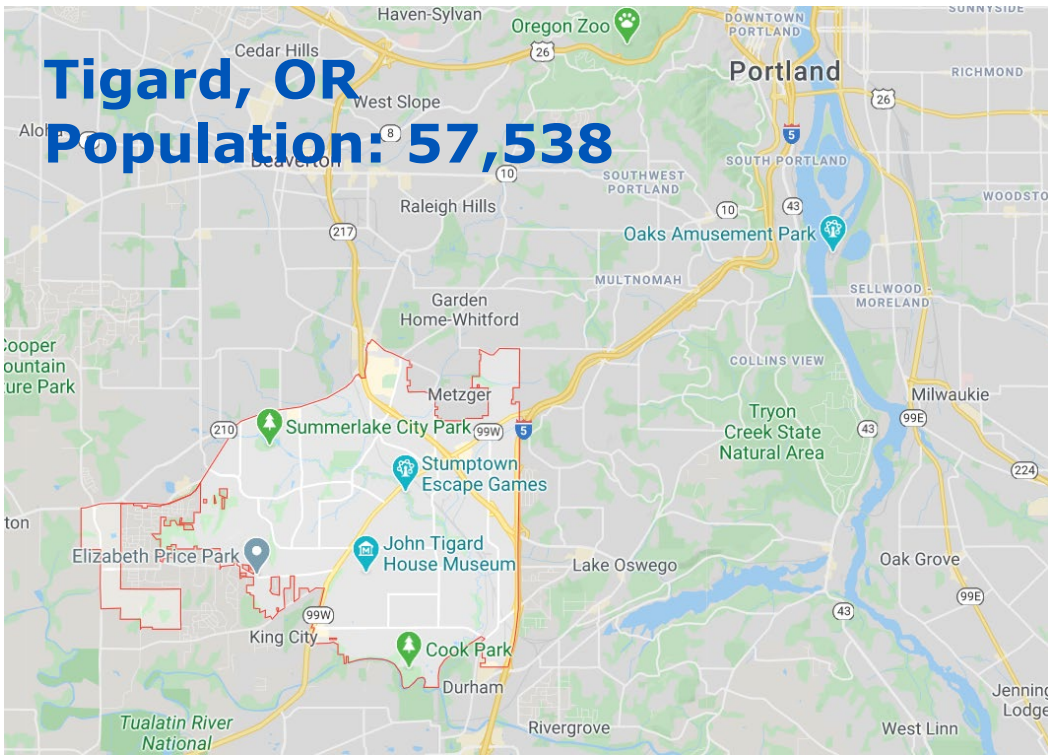 Haven-Sylvan
SUNNYSIDE
Oregon Zoo
DOWNTOWN
PORTLAND
Cedar Hills
26
Tigard, OR
Portland
RICHMOND
West Slope
26
Aloha
8
5
Population: 57,538
Beaverton
10
SOUTH PORTLAND
SOUTHWEST
PORTLAND
WOODSTO
Raleigh Hills
10
43
217
Oaks Amusement Park
MULTNOMAH
SELLWOOD -
MORELAND
Garden
Home-Whitford
Cooper
ountain
ure Park
COLLINS VIEW
Metzger
Milwaukie
Tryon
Creek State
Natural Area
210
Summerlake City Park
99W
5
43
99E
Stumptown
Escape Games
224
ton
Elizabeth Price Park
John Tigard
House Museum
Lake Oswego
Oak Grove
99E
99W
43
King City
Cook Park
Durham
Jenning
Lodge
Tualatin River
National
Rivergrove
West Linn